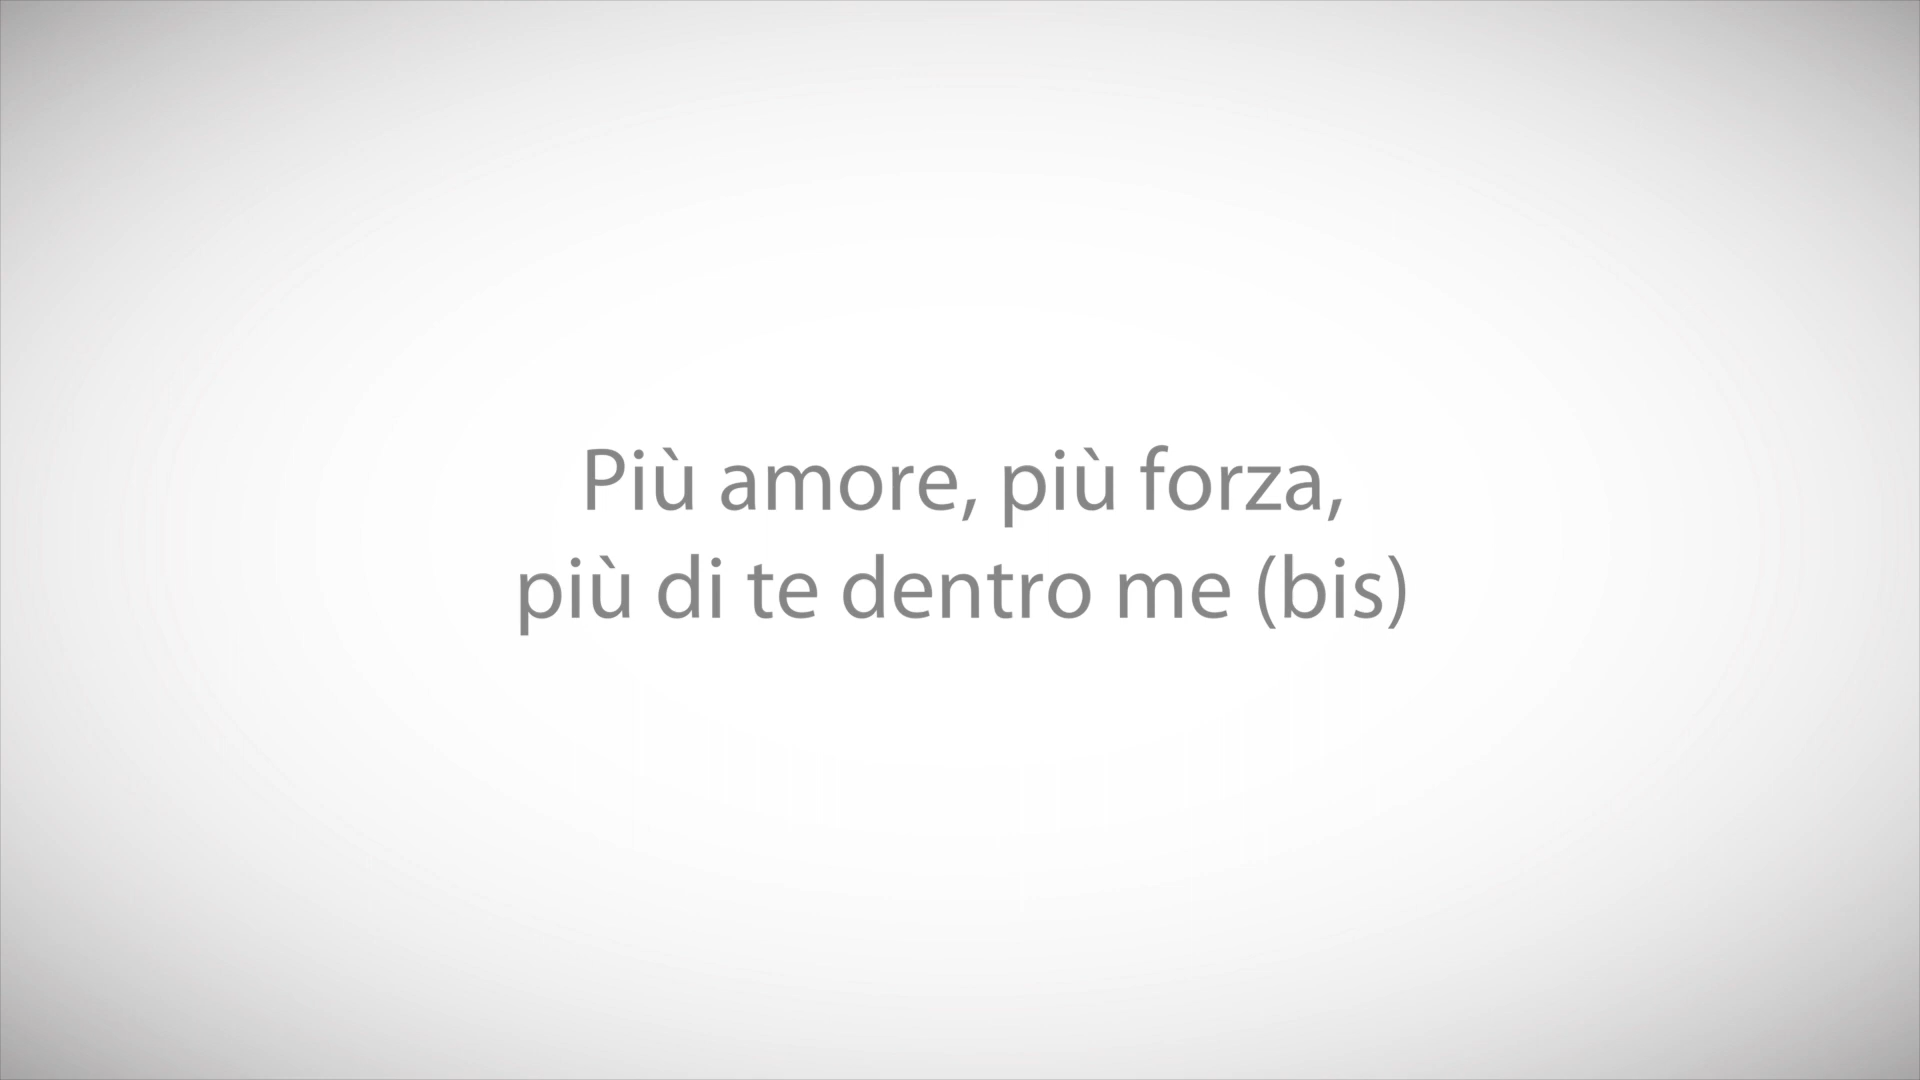 Più amore, più forza,
più di te dentro me (bis)